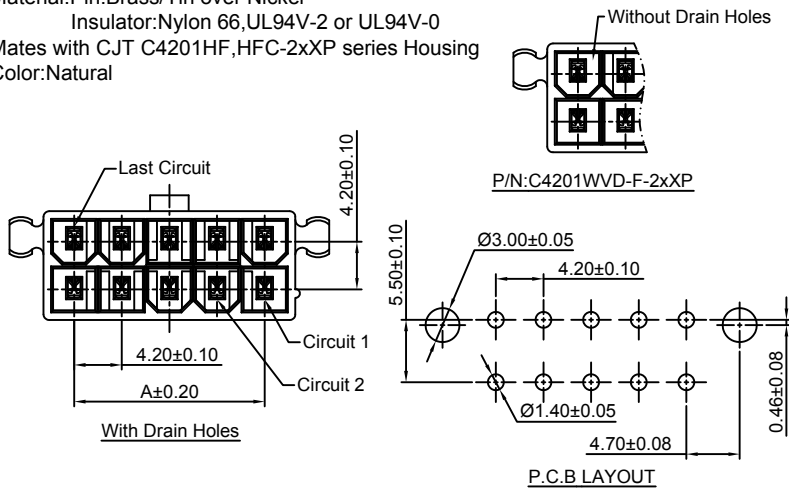 Insulator:Nylon 66,UL94V-2 or UL94V-0
Mates with CJT C4201HF,HFC-2xXP series Housing
Color:Natural
Without Drain Holes
P/N:C4201WVD-F-2xXP
Last Circuit
4.20±0.10
Circuit 1
4.20±0.10
Circuit 2
A±0.20
With Drain Holes
Ø3.00±0.05
4.20±0.10
5.50±0.10
0.46±0.08
Ø1.40±0.05
4.70±0.08
P.C.B LAYOUT